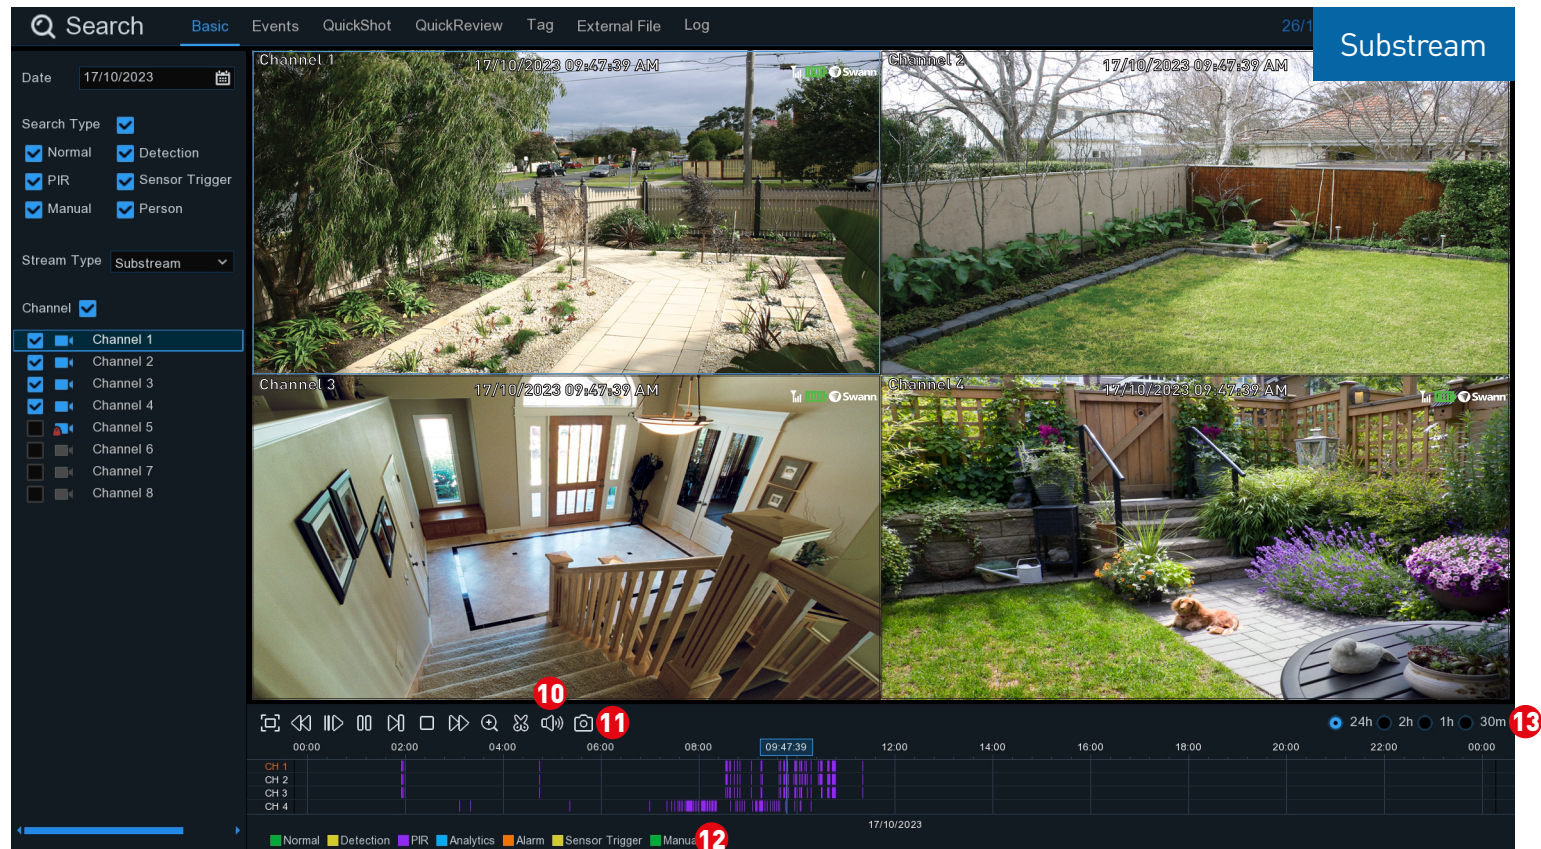 Search Basic Events QuickShot QuickReview Tag External File Log 26/1
Substream
Date 17/10/2023
Search Type
Normal Detection
PIR Sensor Trigger
Manual Person
Stream Type Substream
Channel
Channel 1
Channel 2
Channel 3
Channel 4
Channel 5
Channel 6
Channel 7
Channel 8
Channel 1 17/10/2023 09:47:39 AM Swann
Channel 2 17/10/2023 09:47:39 AM
Channel 3 17/10/2023 09:47:39 AM Swann
Channel 4 17/10/2023 09:47:39 AM Swann
10
11
24h 2h 1h 30m 13
00:00 02:00 04:00 06:00 08:00 09:47:39 12:00 14:00 16:00 18:00 20:00 22:00 00:00
CH 1
CH 2
CH 3
CH 4
17/10/2023
Normal Detection PIR Analytics Alarm Sensor Trigger Manua 12